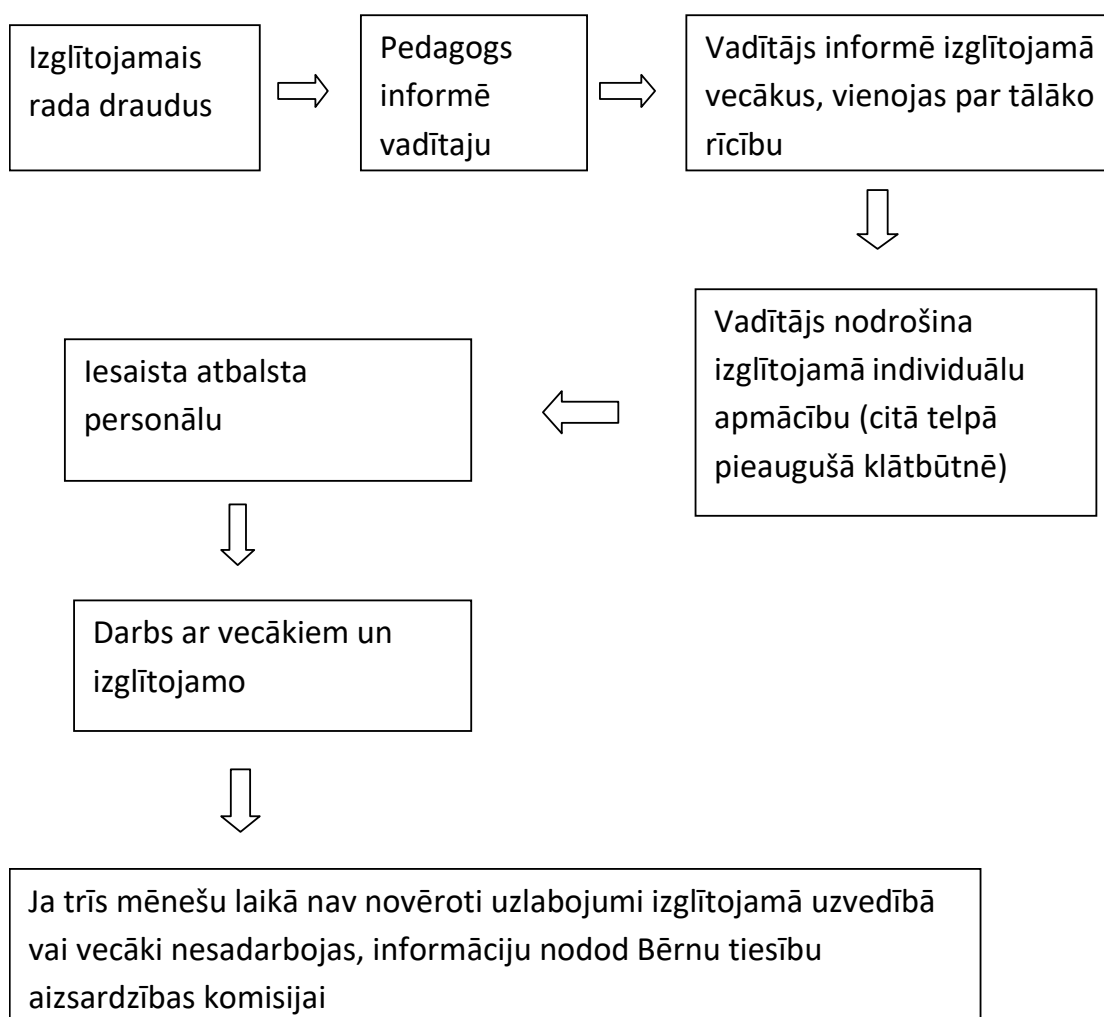 Izglītojamais
rada draudus
Pedagogs
informē
vadītaju
Vadītājs informē izglītojamā
vecākus, vienojas par tālāko
rīcību
Vadītājs nodrošina
izglītojamā individuālu
apmācību (citā telpā
pieaugušā klātbūtnē)
Iesaista atbalsta
personālu
Darbs ar vecākiem un
izglītojamo
Ja trīs mēnešu laikā nav novēroti uzlabojumi izglītojamā uzvedībā
vai vecāki nesadarbojas, informāciju nodod Bērnu tiesību
aizsardzības komisijai